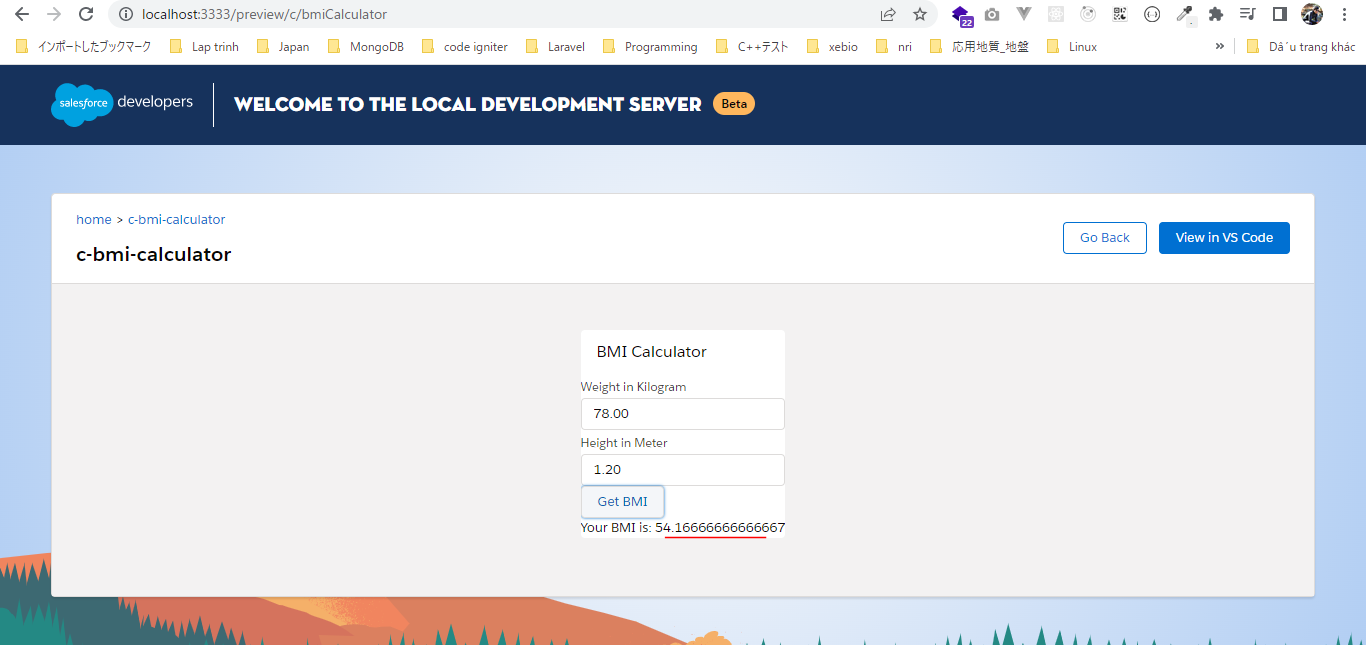 localhost:3333/preview/c/bmiCalculator
22
インポートしたブックマーク Lap trinh Japan MongoDB code igniter Laravel Programming C++テスト xebio nri 応用地質_地盤 Linux » Dấu trang khác
salesforce developers WELCOME TO THE LOCAL DEVELOPMENT SERVER Beta
home > c-bmi-calculator
c-bmi-calculator
Go Back View in VS Code
BMI Calculator
Weight in Kilogram
78.00
Height in Meter
1.20
Get BMI
Your BMI is: 54.16666666666667